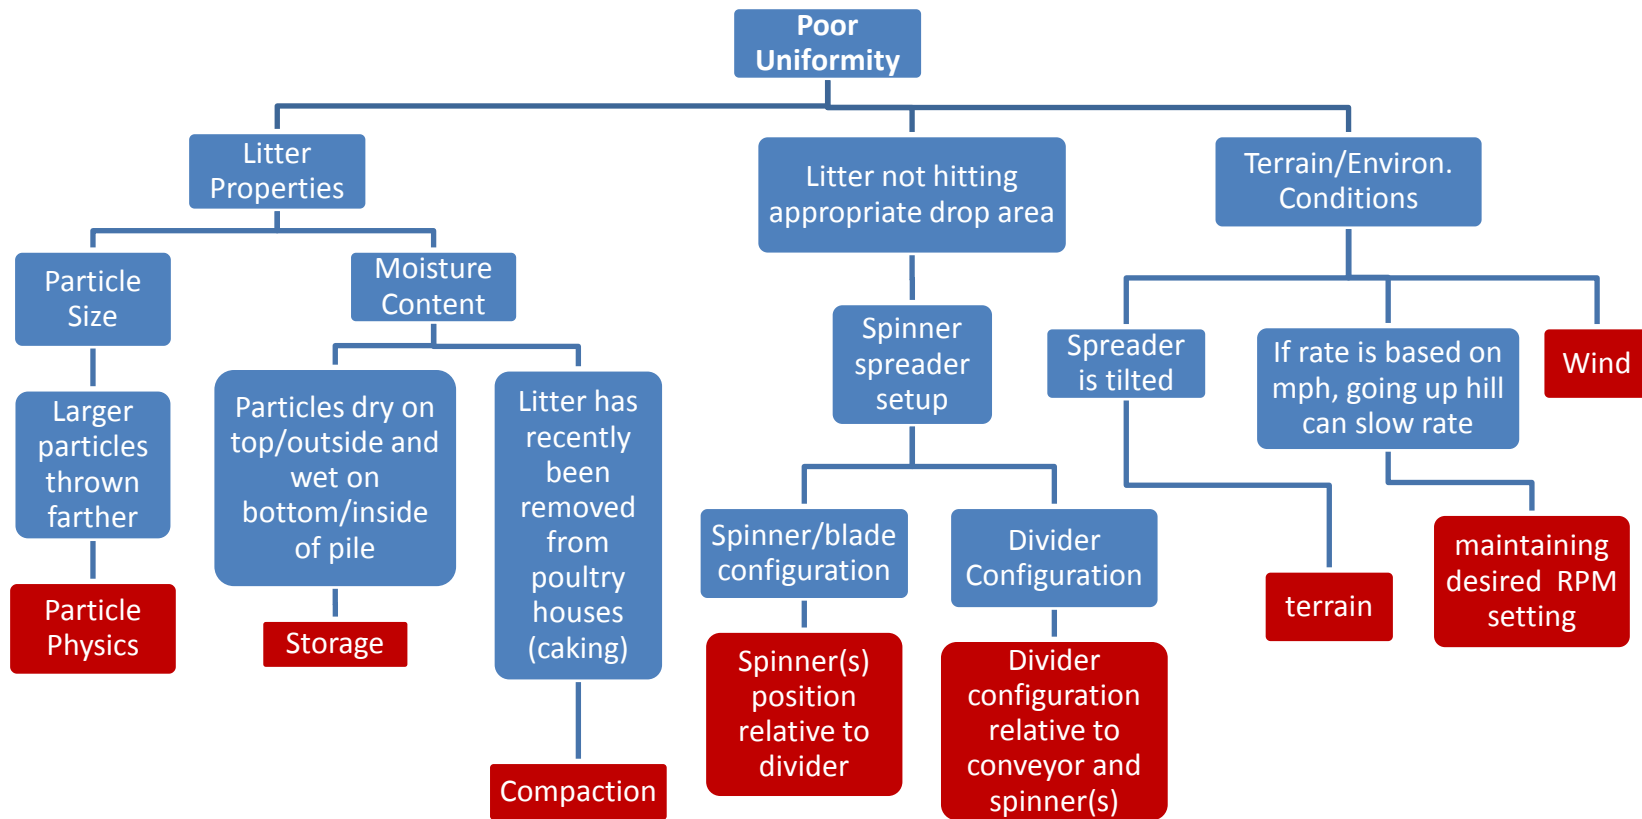 Poor
Uniformity
Litter
Properties
Litter not hitting
appropriate drop area
Terrain/Environ.
Conditions
Particle
Size
Moisture
Content
Spinner
spreader
setup
Spreader
is tilted
If rate is based on
mph, going up hill
can slow rate
Wind
Larger
particles
thrown
farther
Particles dry on
top/outside and
wet on
bottom/inside
of pile
Litter has
recently
been
removed
from
poultry
houses
(caking)
Spinner/blade
configuration
Divider
Configuration
Particle
Physics
Storage
terrain
maintaining
desired RPM
setting
Compaction
Spinner(s)
position
relative to
divider
Divider
configuration
relative to
conveyor and
spinner(s)